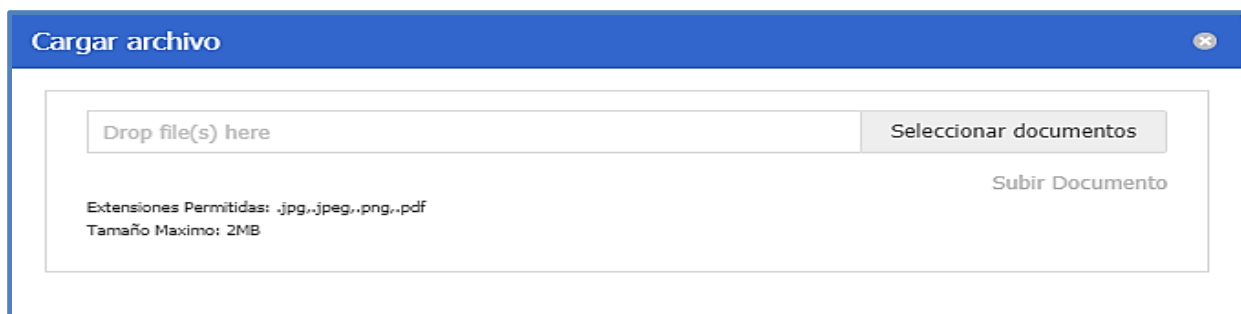 Cargar archivo
Drop file(s) here
Seleccionar documentos
Subir Documento
Extensiones Permitidas: .jpg,.jpeg,.png,.pdf
Tamaño Maximo: 2MB